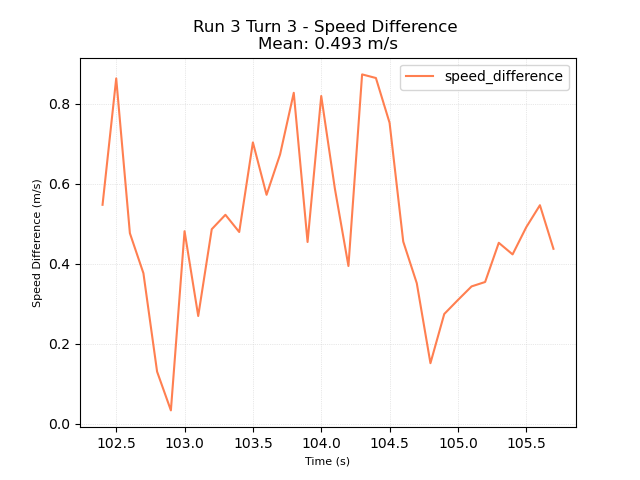 Run 3 Turn 3 - Speed Difference
Mean: 0.493 m/s
speed_difference
Speed Difference (m/s)
0.8
0.6
0.4
0.2
0.0
102.5 103.0 103.5 104.0 104.5 105.0 105.5
Time (s)